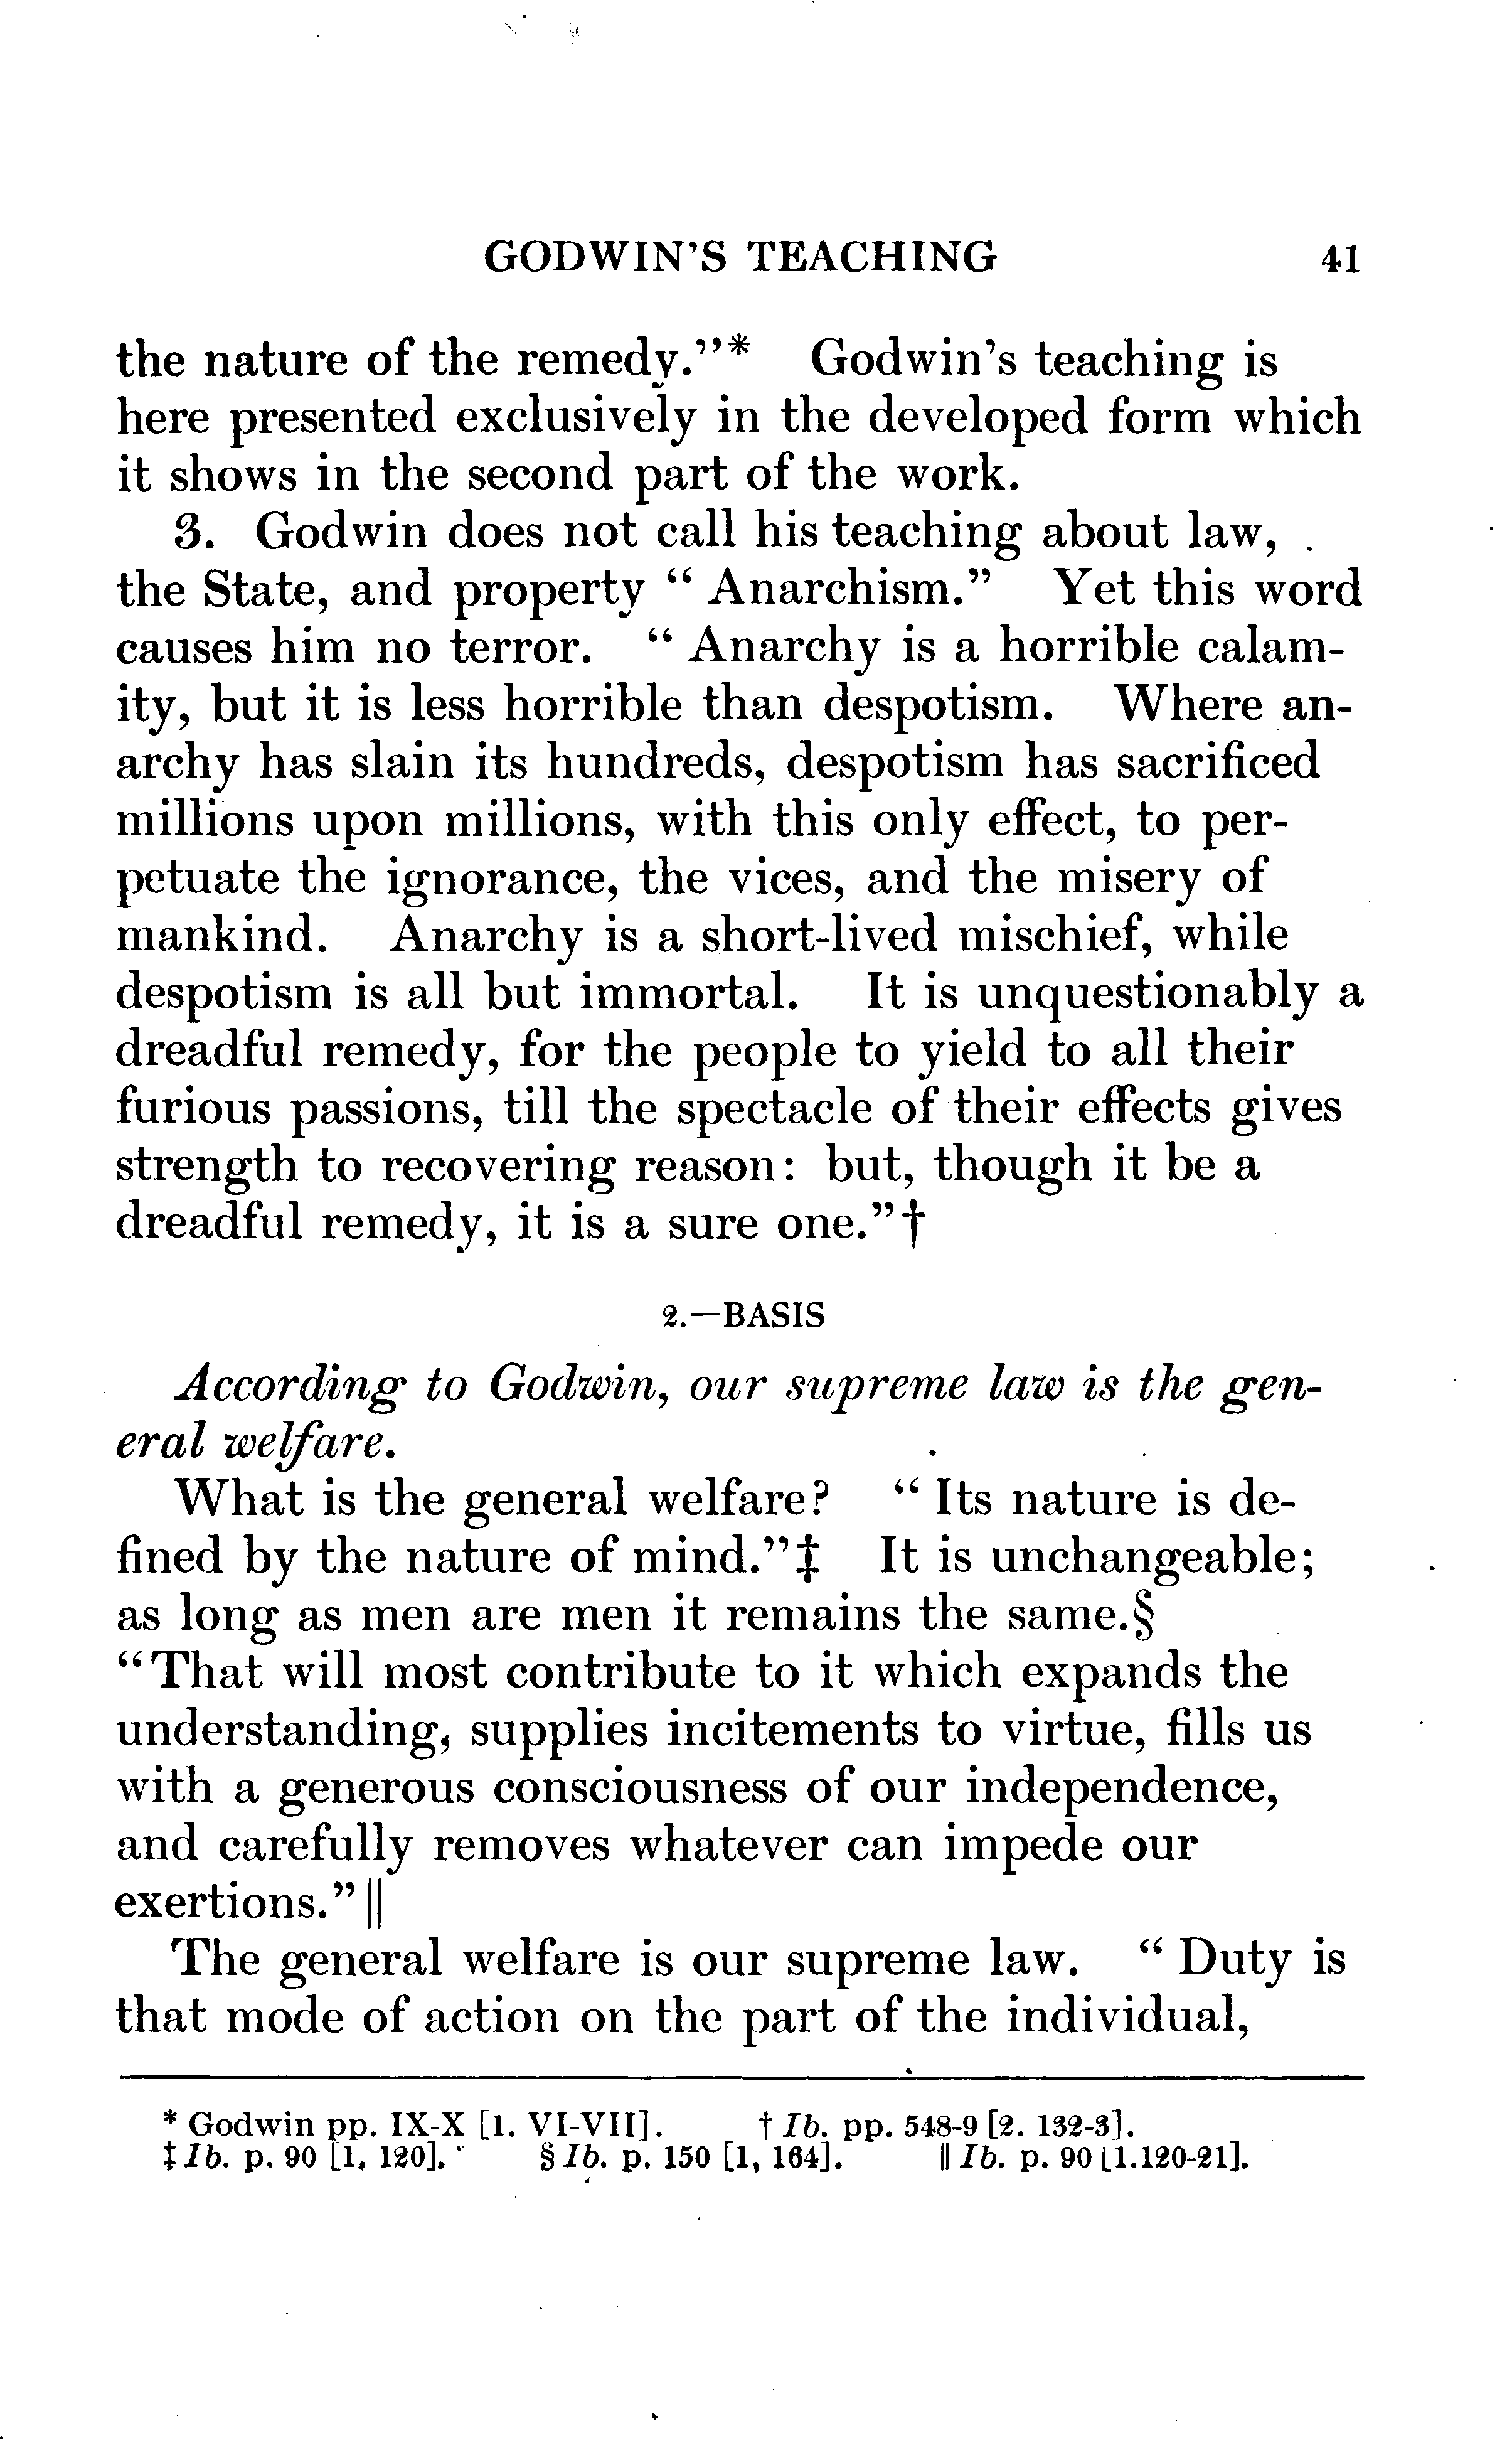 GODWIN'S TEACHING 41
the nature of the remedy."* Godwin's teaching is
here presented exclusively in the developed form which
it shows in the second part of the work.
3. Godwin does not call his teaching about law,
the State, and property " Anarchism." Yet this word
causes him no terror. " Anarchy is a horrible calam-
ity, but it is less horrible than despotism. Where an-
archy has slain its hundreds, despotism has sacrificed
millions upon millions, with this only effect, to per-
petuate the ignorance, the vices, and the misery of
mankind. Anarchy is a short-lived mischief, while
despotism is all but immortal. It is unquestionably a
dreadful remedy, for the people to yield to all their
furious passions, till the spectacle of their effects gives
strength to recovering reason: but, though it be a
dreadful remedy, it is a sure one."†
2.—BASIS
According to Godwin, our supreme law is the gen-
eral welfare.
What is the general welfare? " Its nature is de-
fined by the nature of mind."‡ It is unchangeable;
as long as men are men it remains the same.§
"That will most contribute to it which expands the
understanding, supplies incitements to virtue, fills us
with a generous consciousness of our independence,
and carefully removes whatever can impede our
exertions."||
The general welfare is our supreme law. " Duty is
that mode of action on the part of the individual,
* Godwin pp. IX-X [1. VI-VII]. † Ib. pp. 548-9 [2. 132-3].
‡ Ib. p. 90 [1, 120]. § Ib. p. 150 [1, 164]. || Ib. p. 90 [1.120-21].